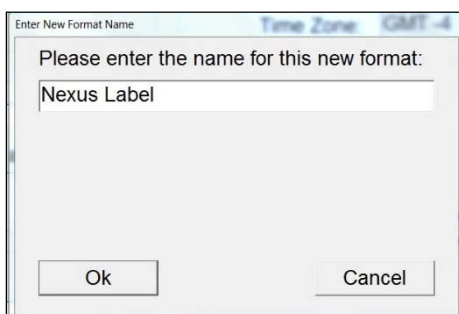 Enter New Format Name
Time Zone: GMT -4
Please enter the name for this new format:
Nexus Label
Ok
Cancel